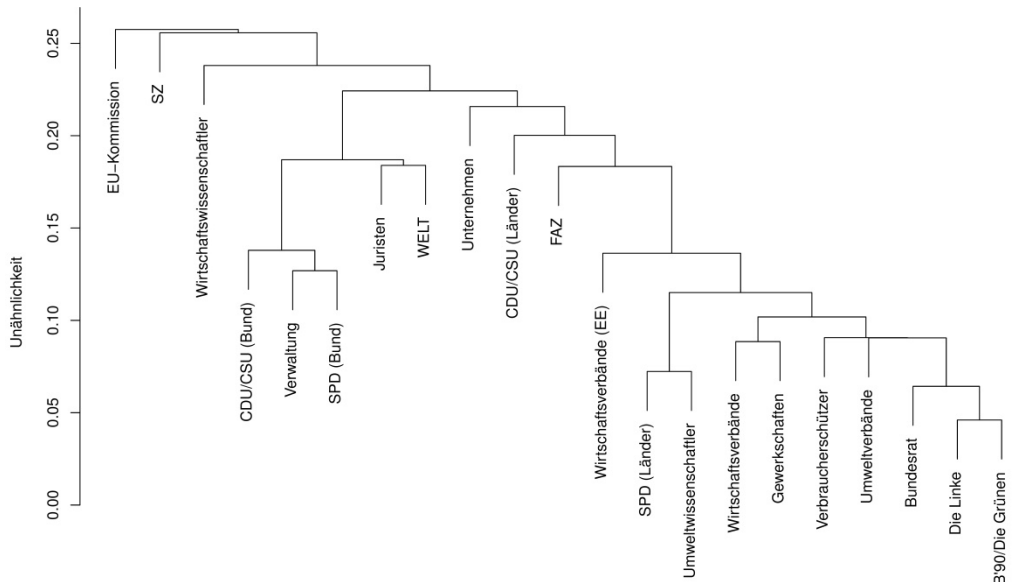 Unähnlichkeit
0.00
0.05
0.10
0.15
0.20
0.25
EU−Kommission
SZ
Wirtschaftswissenschaftler
CDU/CSU (Bund)
Verwaltung
SPD (Bund)
Juristen
WELT
Unternehmen
CDU/CSU (Länder)
FAZ
Wirtschaftsverbände (EE)
SPD (Länder)
Umweltwissenschaftler
Wirtschaftsverbände
Gewerkschaften
Verbraucherschützer
Umweltverbände
Bundesrat
Die Linke
B'90/Die Grünen